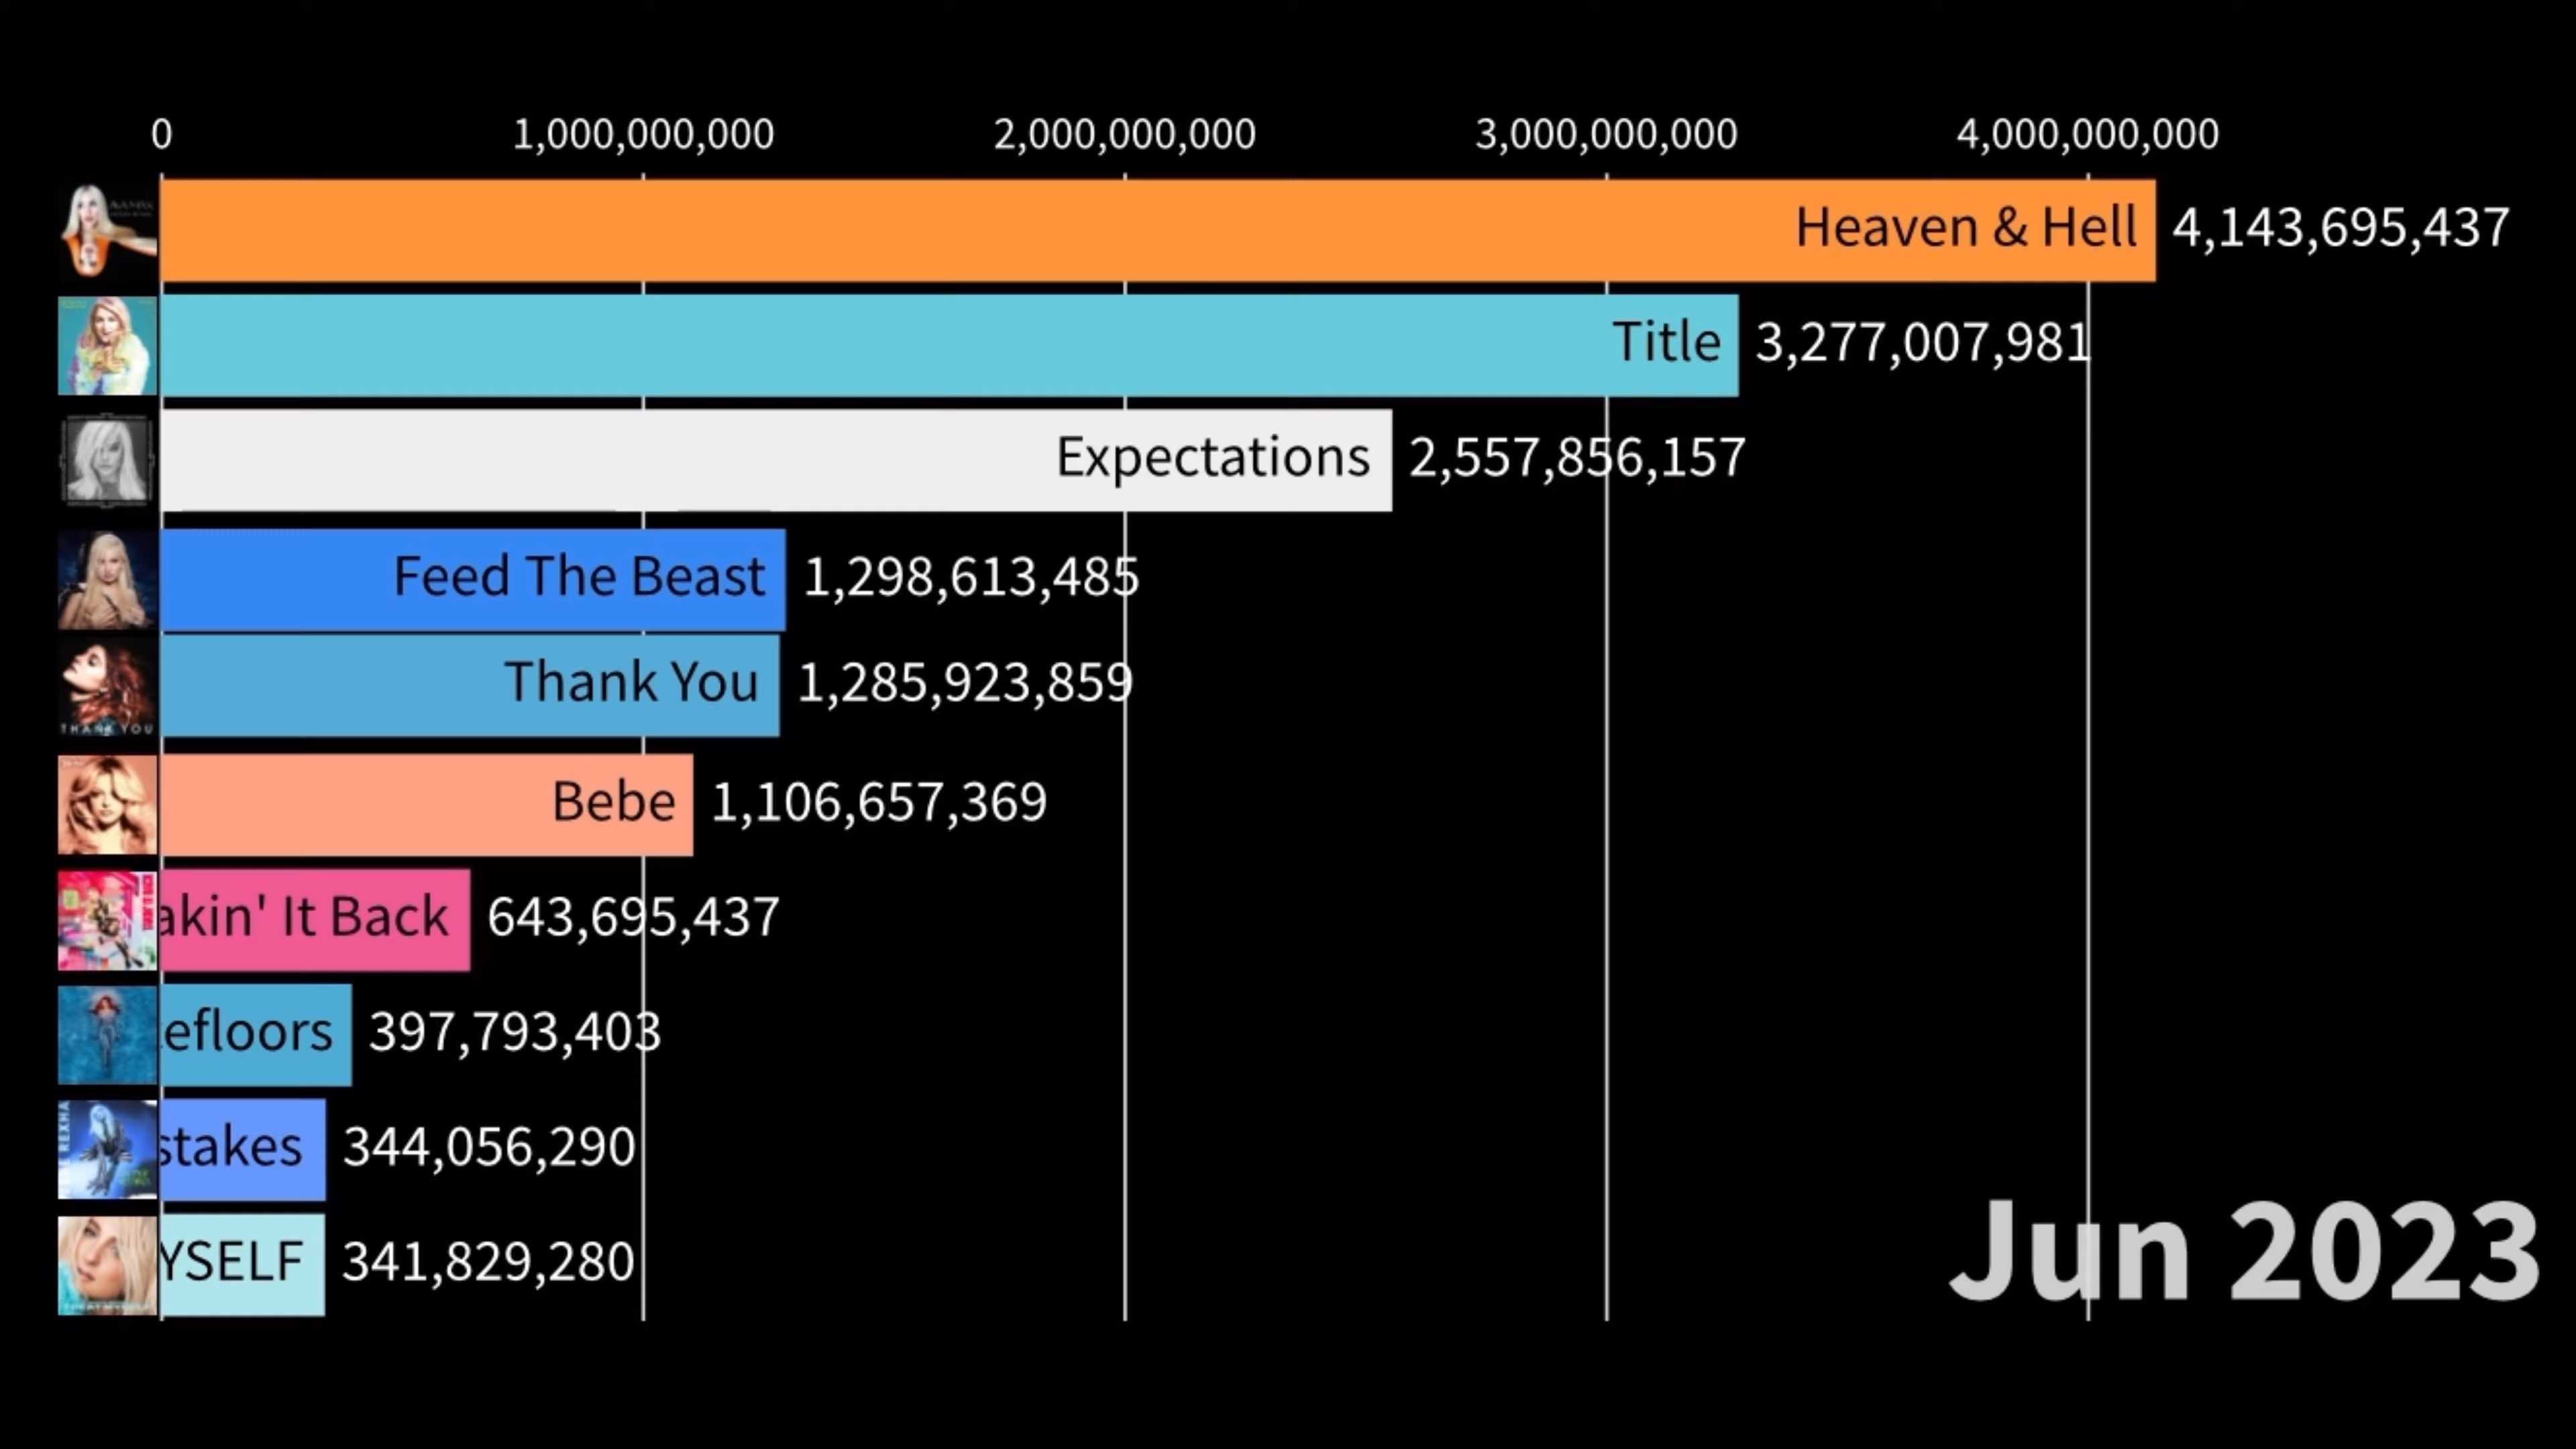 0 1,000,000,000 2,000,000,000 3,000,000,000 4,000,000,000
Heaven & Hell 4,143,695,437
Title 3,277,007,981
Expectations 2,557,856,157
Feed The Beast 1,298,613,485
THANK YOU
Thank You 1,285,923,859
Bebe 1,106,657,369
akin' It Back 643,695,437
efloors 397,793,403
REXHA
stakes 344,056,290
YSELF 341,829,280
Jun 2023